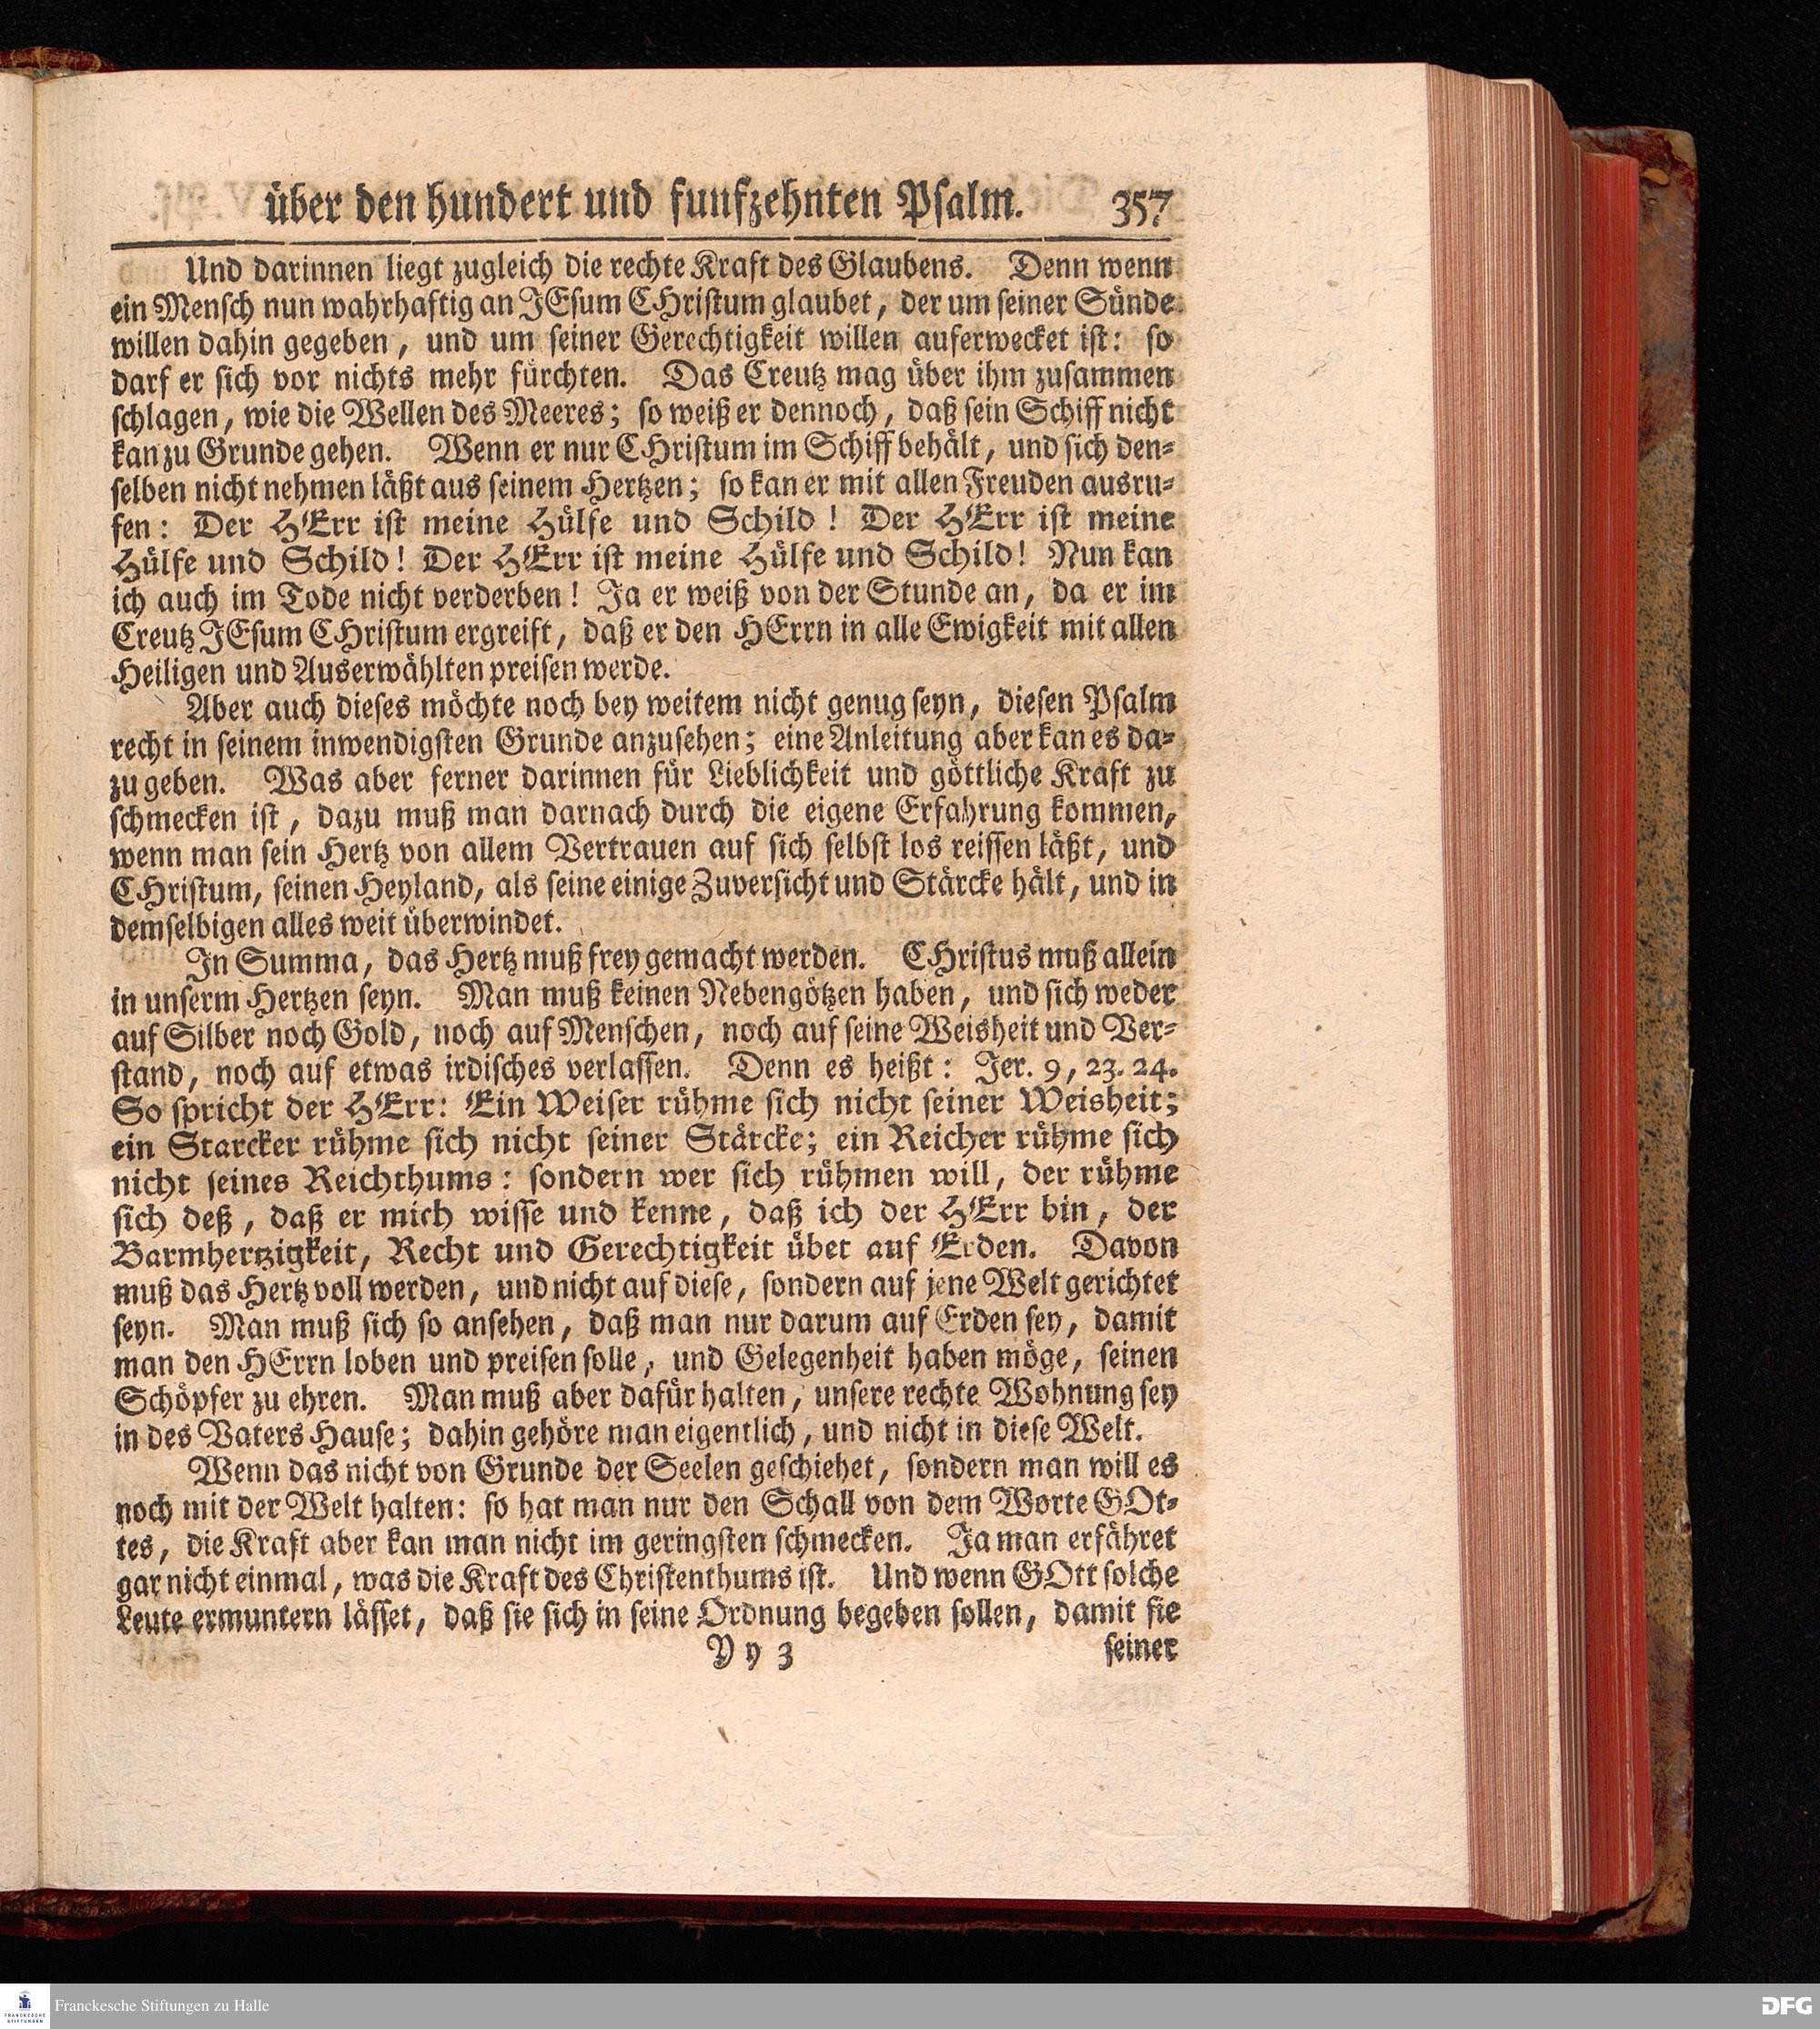 über den hundert und funfzehnten Psalm. 357
Und darinnen liegt zugleich die rechte Kraft des Glaubens. Denn wenn
ein Mensch nun wahrhaftig an JEsum CHristum glaubet, der um seiner Sünde
willen dahin gegeben, und um seiner Gerechtigkeit willen auferwecket ist: so
darf er sich vor nichts mehr fürchten. Das Creutz mag über ihm zusammen
schlagen, wie die Wellen des Meeres; so weiß er dennoch, daß sein Schiff nicht
kan zu Grunde gehen. Wenn er nur CHristum im Schiff behält, und sich den-
selben nicht nehmen läßt aus seinem Hertzen; so kan er mit allen Freuden ausru-
fen: Der HErr ist meine Hülfe und Schild! Der HErr ist meine
Hülfe und Schild! Der HErr ist meine Hülfe und Schild! Nun kan
ich auch im Tode nicht verderben! Ja er weiß von der Stunde an, da er im
Creutz JEsum CHristum ergreift, daß er den HErrn in alle Ewigkeit mit allen
Heiligen und Auserwählten preisen werde.
Aber auch dieses möchte noch bey weitem nicht genug seyn, diesen Psalm
recht in seinem inwendigsten Grunde anzusehen; eine Anleitung aber kan es da-
zu geben. Was aber ferner darinnen für Lieblichkeit und göttliche Kraft zu
schmecken ist, dazu muß man darnach durch die eigene Erfahrung kommen,
wenn man sein Hertz von allem Vertrauen auf sich selbst los reissen läßt, und
CHristum, seinen Heyland, als seine einige Zuversicht und Stärcke hält, und in
demselbigen alles weit überwindet.
In Summa, das Hertz muß frey gemacht werden. CHristus muß allein
in unserm Hertzen seyn. Man muß keinen Nebengötzen haben, und sich weder
auf Silber noch Gold, noch auf Menschen, noch auf seine Weisheit und Ver-
stand, noch auf etwas irdisches verlassen. Denn es heißt: Jer. 9, 23. 24.
So spricht der HErr: Ein Weiser rühme sich nicht seiner Weisheit;
ein Starcker rühme sich nicht seiner Stärcke; ein Reicher rühme sich
nicht seines Reichthums: sondern wer sich rühmen will, der rühme
sich deß, daß er mich wisse und kenne, daß ich der HErr bin, der
Barmhertzigkeit, Recht und Gerechtigkeit übet auf Erden. Davon
muß das Hertz voll werden, und nicht auf diese, sondern auf jene Welt gerichtet
seyn. Man muß sich so ansehen, daß man nur darum auf Erden sey, damit
man den HErrn loben und preisen solle, und Gelegenheit haben möge, seinen
Schöpfer zu ehren. Man muß aber dafür halten, unsere rechte Wohnung sey
in des Vaters Hause; dahin gehöre man eigentlich, und nicht in diese Welt.
Wenn das nicht von Grunde der Seelen geschiehet, sondern man will es
noch mit der Welt halten: so hat man nur den Schall von dem Worte GOt-
tes, die Kraft aber kan man nicht im geringsten schmecken. Ja man erfähret
gar nicht einmal, was die Kraft des Christenthums ist. Und wenn GOtt solche
Leute ermuntern lässet, daß sie sich in seine Ordnung begeben sollen, damit sie
Yy 3 seiner
FRANCKESCHE STIFTUNGEN
Franckesche Stiftungen zu Halle
DFG